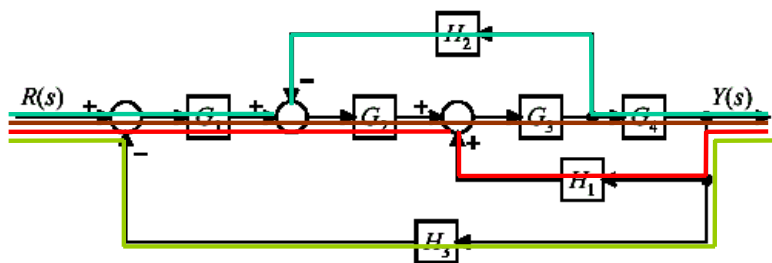 H₂
−
R(s) + G₁ + G₂ + G₃ G₄ Y(s)
− +
H₁
H₃